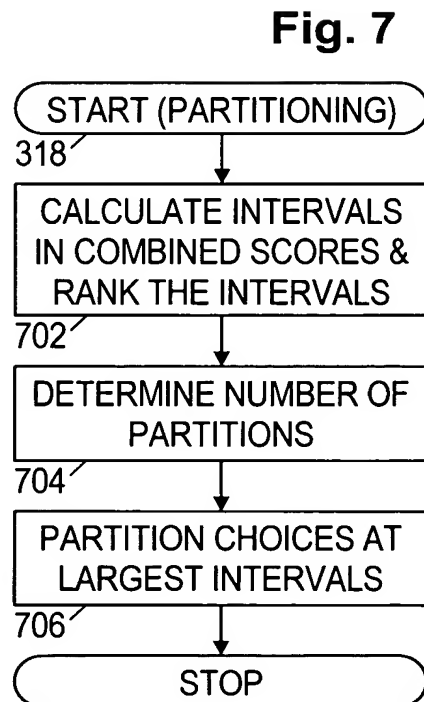 Fig. 7
START (PARTITIONING)
318
CALCULATE INTERVALS
IN COMBINED SCORES &
RANK THE INTERVALS
702
DETERMINE NUMBER OF
PARTITIONS
704
PARTITION CHOICES AT
LARGEST INTERVALS
706
STOP